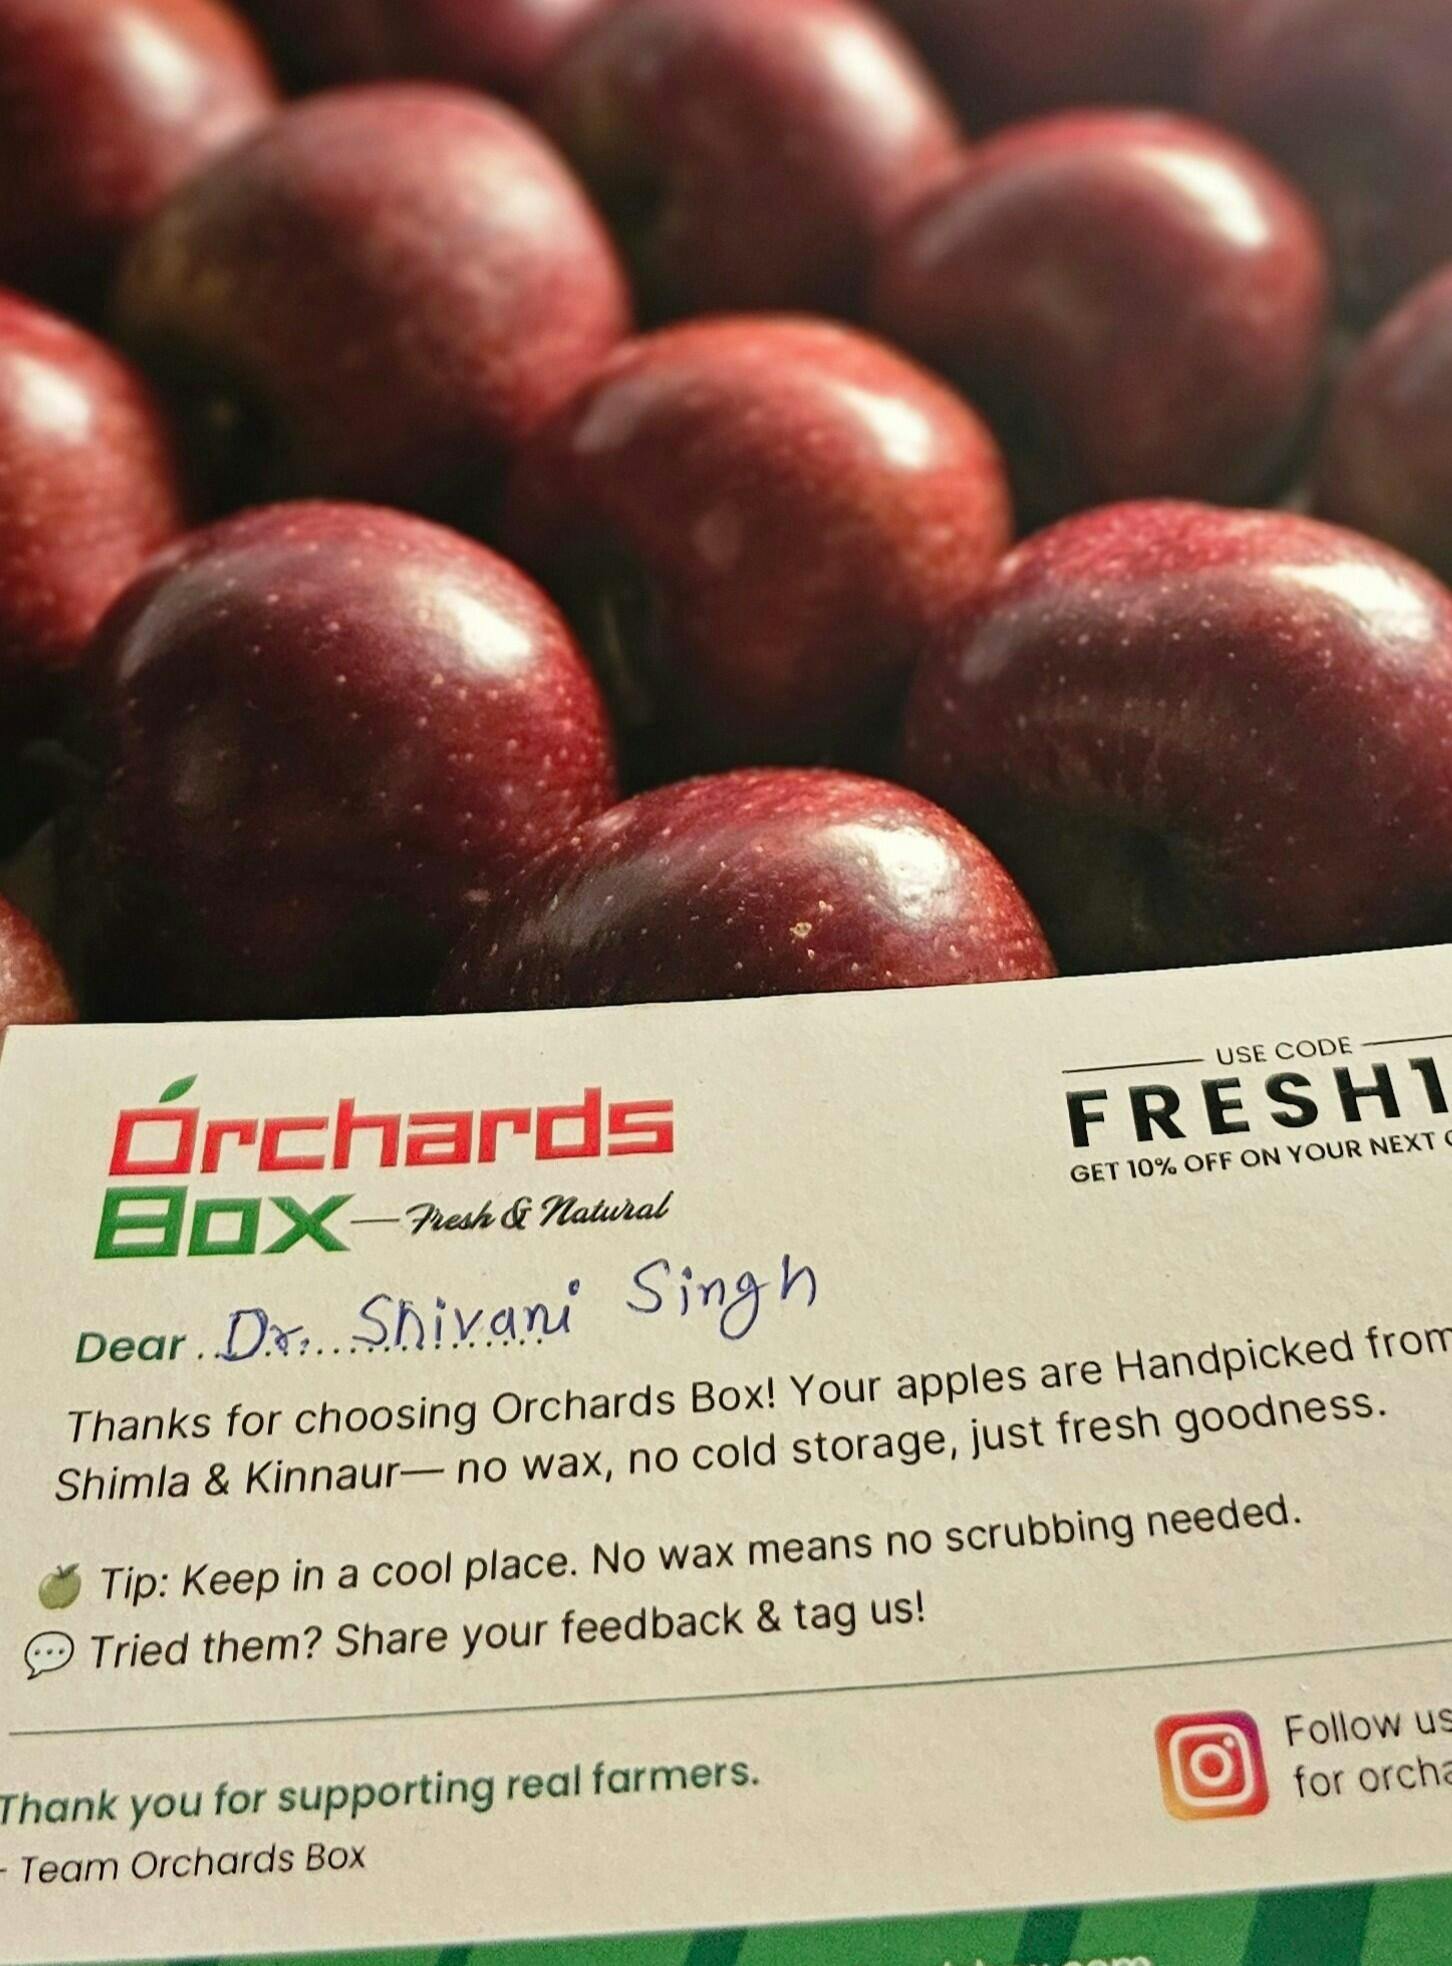 Orchards
Box — Fresh & Natural
USE CODE
FRESH1
GET 10% OFF ON YOUR NEXT
Dear Dr. Shivani Singh
Thanks for choosing Orchards Box! Your apples are Handpicked from
Shimla & Kinnaur— no wax, no cold storage, just fresh goodness.
Tip: Keep in a cool place. No wax means no scrubbing needed.
Tried them? Share your feedback & tag us!
Thank you for supporting real farmers.
- Team Orchards Box
Follow us
for